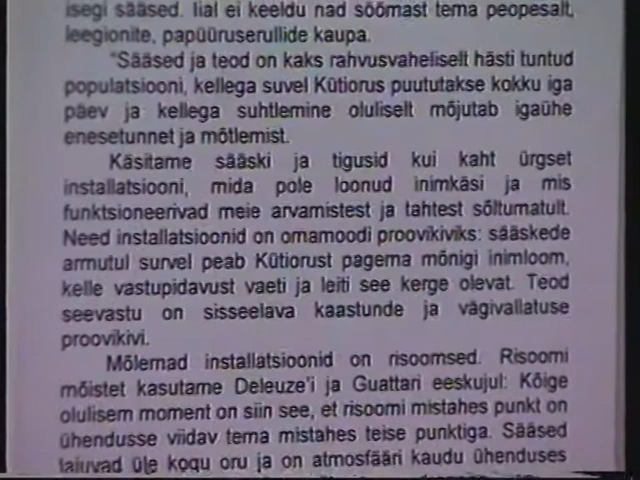 isegi sääsed. Iial ei keeldu nad söömast tema peopesalt,
leegionite, papüüruserullide kaupa.
"Sääsed ja teod on kaks rahvusvaheliselt hästi tuntud
populatsiooni, kellega suvel Kütiorus puututakse kokku iga
päev ja kellega suhtlemine oluliselt mõjutab igaühe
enesetunnet ja mõtlemist.
Käsitame sääski ja tigusid kui kaht ürgset
installatsiooni, mida pole loonud inimkäsi ja mis
funktsioneerivad meie arvamistest ja tahtest sõltumatult.
Need installatsioonid on omamoodi proovikiviks: sääskede
armutul survel peab Kütiorust pagema mõnigi inimloom,
kelle vastupidavust vaeti ja leiti see kerge olevat. Teod
seevastu on sisseelava kaastunde ja vägivallatuse
proovikivi.
Mõlemad installatsioonid on risoomsed. Risoomi
mõistet kasutame Deleuze'i ja Guattari eeskujul: Kõige
olulisem moment on siin see, et risoomi mistahes punkt on
ühendusse viidav tema mistahes teise punktiga. Sääsed
lajuvad üle kogu oru ja on atmosfääri kaudu ühenduses